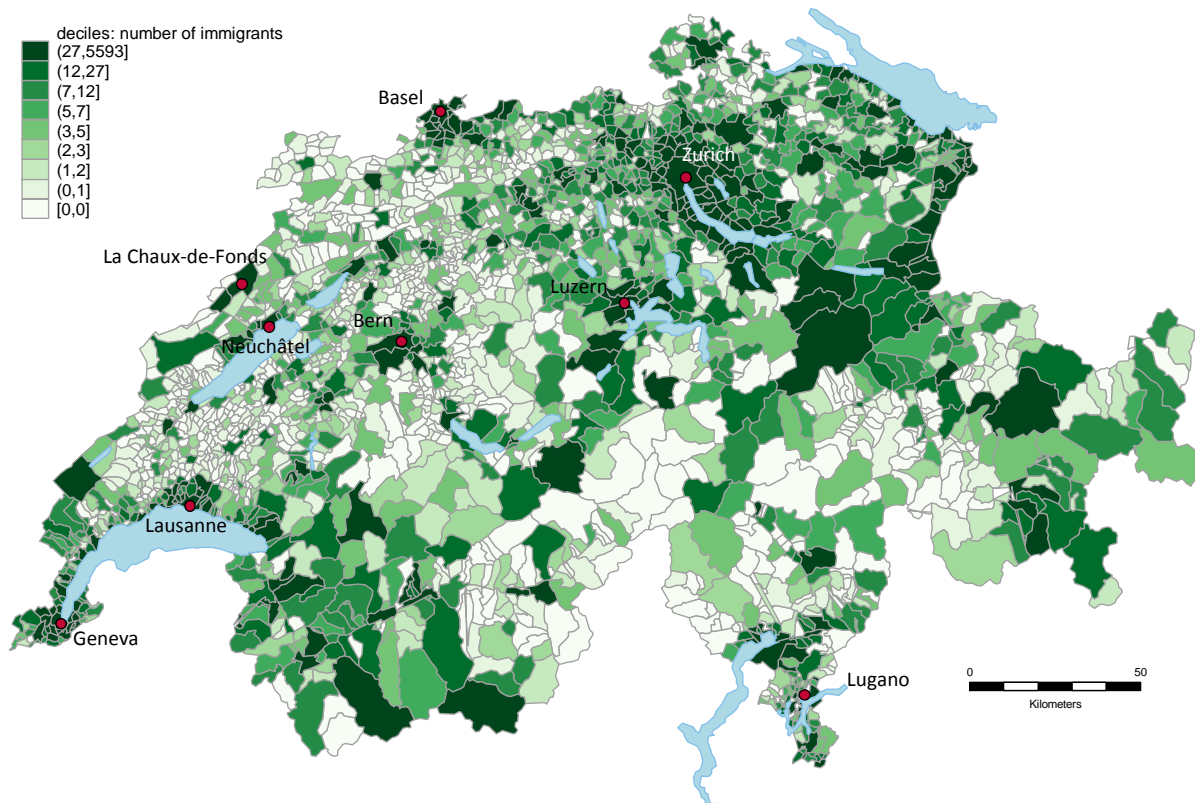 deciles: number of immigrants
(27,5593]
(12,27]
(7,12]
(5,7]
(3,5]
(2,3]
(1,2]
(0,1]
[0,0]
Basel
Zurich
La Chaux-de-Fonds
Luzern
Bern
Neuchâtel
Lausanne
Geneva
Lugano
0 50
Kilometers